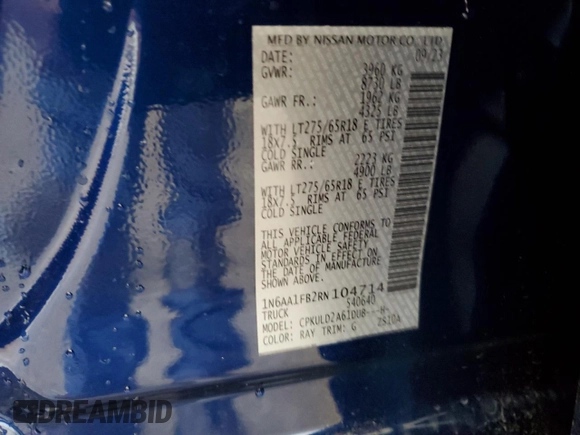 MFD BY NISSAN MOTOR CO., LTD.
DATE: 09/23
GVWR: 3960 KG
8730 LB
GAWR FR.: 1962 KG
4325 LB
WITH LT275/65R18 E TIRES
18x7.5 RIMS AT 65 PSI
COLD SINGLE
GAWR RR.: 2223 KG
4900 LB
WITH LT275/65R18 E TIRES
18x7.5 RIMS AT 65 PSI
COLD SINGLE
THIS VEHICLE CONFORMS TO
ALL APPLICABLE FEDERAL
MOTOR VEHICLE SAFETY
STANDARDS IN EFFECT ON
THE DATE OF MANUFACTURE
SHOWN ABOVE.
1N6AA1FB2RN104714
TRUCK 540640
MODEL: -H-
COLOR: RAY TRIM: G
DREAMBID